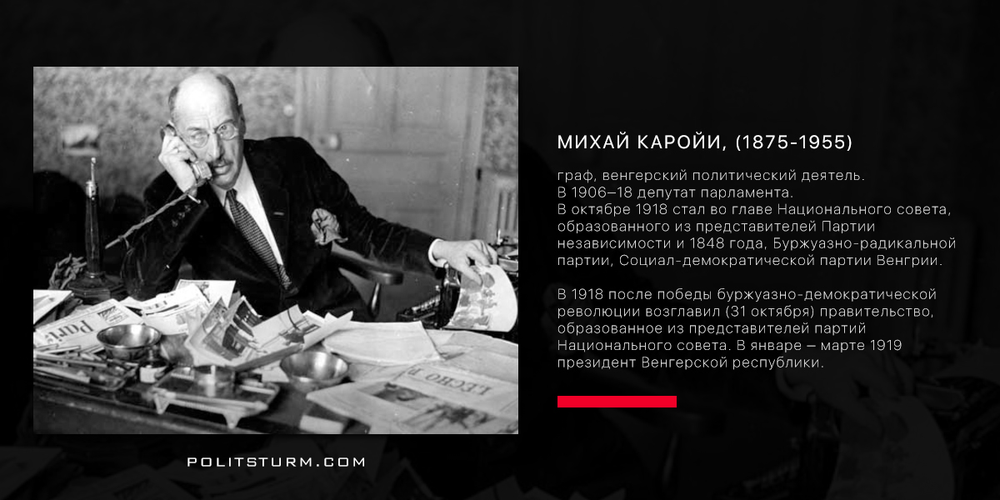 МИХАЙ КАРОЙИ, (1875-1955)
граф, венгерский политический деятель.
В 1906–18 депутат парламента.
В октябре 1918 стал во главе Национального совета,
образованного из представителей Партии
независимости и 1848 года, Буржуазно-радикальной
партии, Социал-демократической партии Венгрии.
В 1918 после победы буржуазно-демократической
революции возглавил (31 октября) правительство,
образованное из представителей партий
Национального совета. В январе – марте 1919
президент Венгерской республики.
Paris
L'ECHO
POLITSTURM.COM